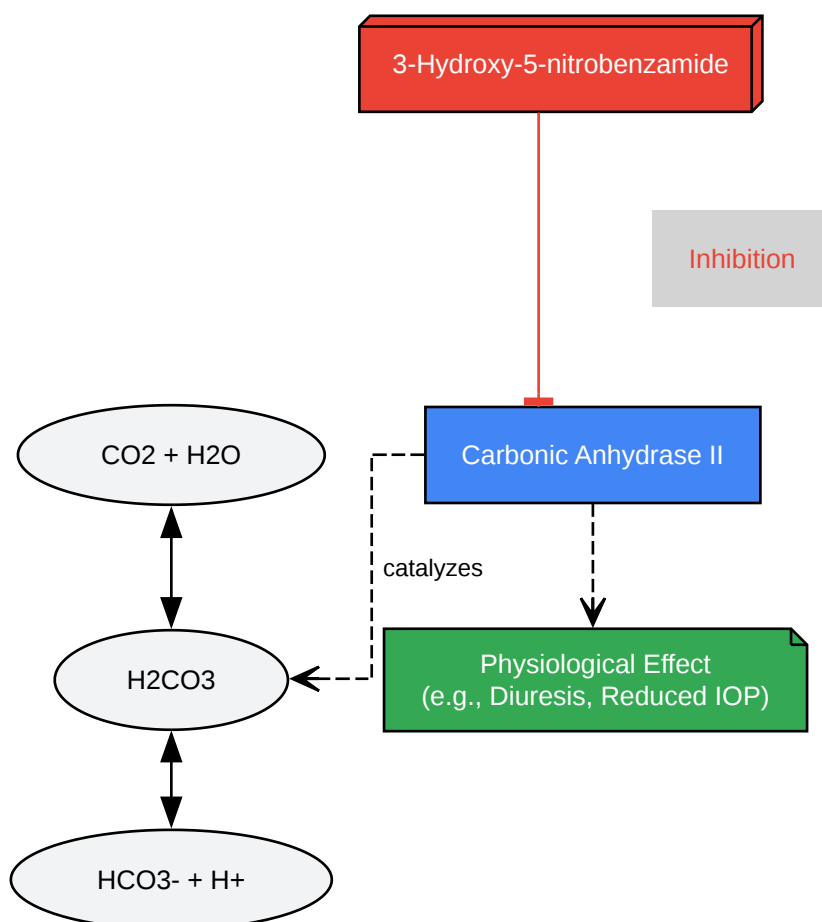 3-Hydroxy-5-nitrobenzamide
Inhibition
CO2 + H2O
Carbonic Anhydrase II
catalyzes
H2CO3
Physiological Effect
(e.g., Diuresis, Reduced IOP)
HCO3- + H+